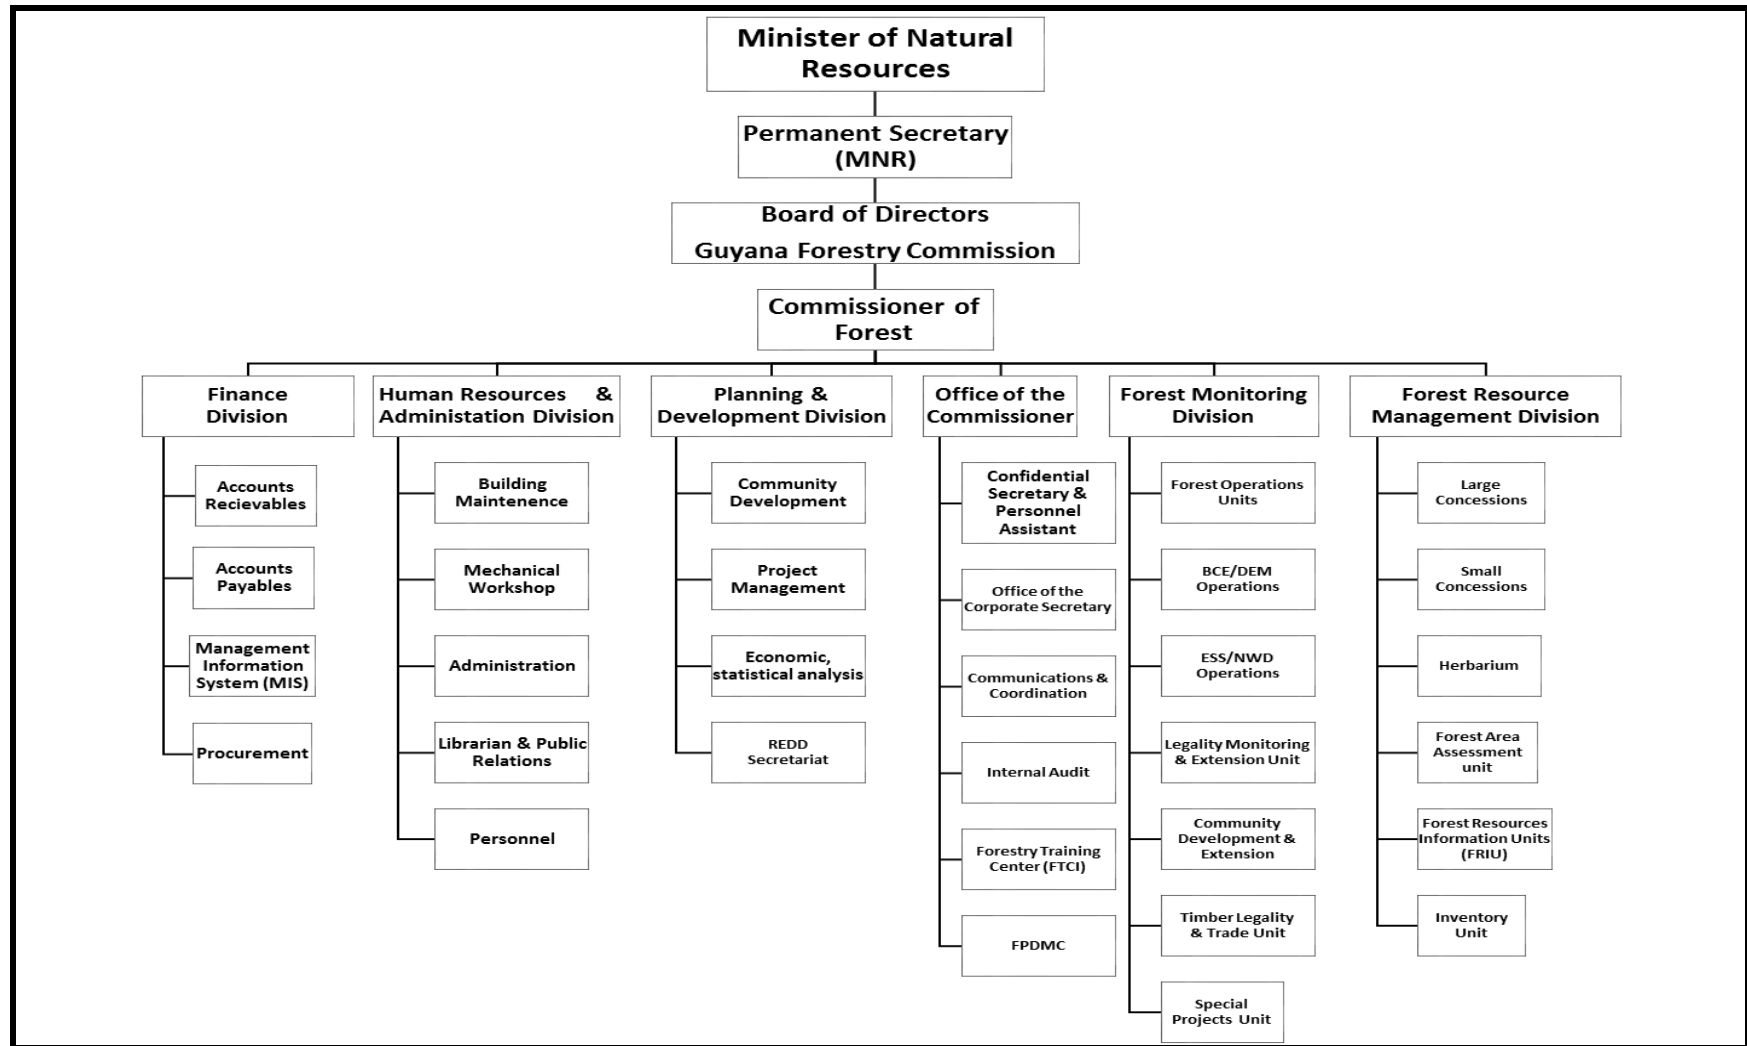 Minister of Natural
Resources
Permanent Secretary
(MNR)
Board of Directors
Guyana Forestry Commission
Commissioner of
Forest
Finance
Division
Accounts
Recievables
Accounts
Payables
Management
Information
System (MIS)
Procurement
Human Resources &
Administation Division
Building
Maintenence
Mechanical
Workshop
Administration
Librarian & Public
Relations
Personnel
Planning &
Development Division
Community
Development
Project
Management
Economic,
statistical analysis
REDD
Secretariat
Office of the
Commissioner
Confidential
Secretary &
Personnel
Assistant
Office of the
Corporate Secretary
Communications &
Coordination
Internal Audit
Forestry Training
Center (FTCI)
FPDMC
Forest Monitoring
Division
Forest Operations
Units
BCE/DEM
Operations
ESS/NWD
Operations
Legality Monitoring
& Extension Unit
Community
Development &
Extension
Timber Legality
& Trade Unit
Special
Projects Unit
Forest Resource
Management Division
Large
Concessions
Small
Concessions
Herbarium
Forest Area
Assessment
unit
Forest Resources
Information Units
(FRIU)
Inventory
Unit